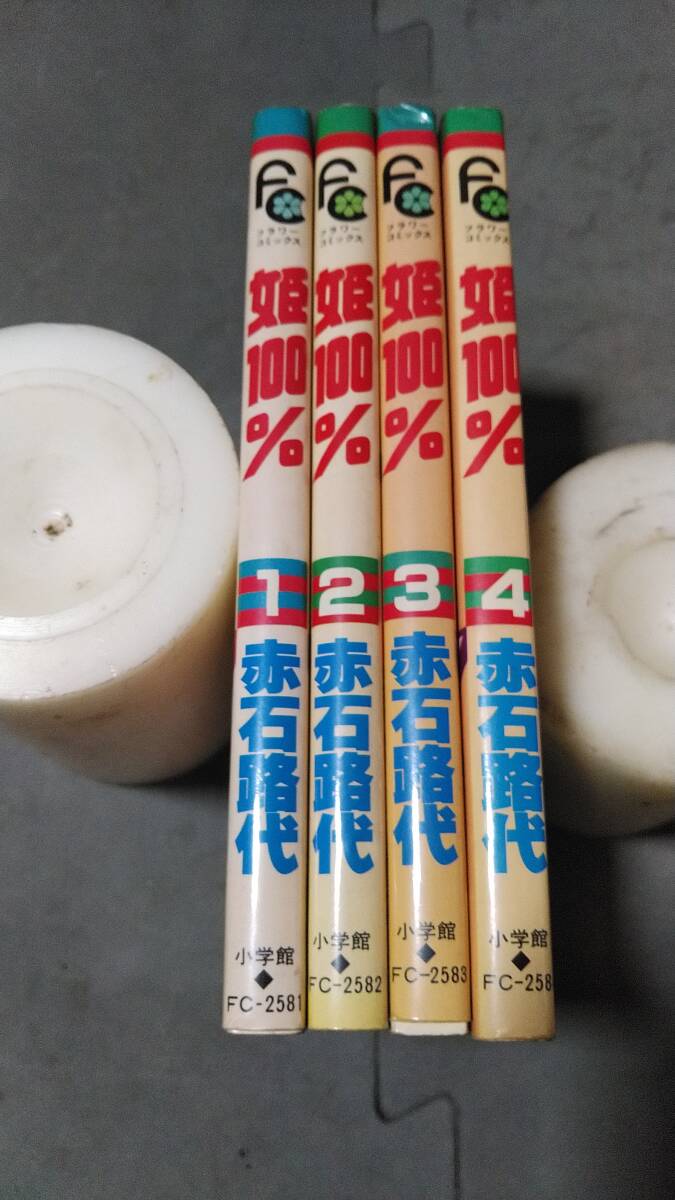 FC
フラワー
コミックス
姫100%
1
赤石路代
小学館
◆
FC-2581
FC
フラワー
コミックス
姫100%
2
赤石路代
小学館
◆
FC-2582
FC
フラワー
コミックス
姫100%
3
赤石路代
小学館
◆
FC-2583
FC
フラワー
コミックス
姫100%
4
赤石路代
小学館
◆
FC-258